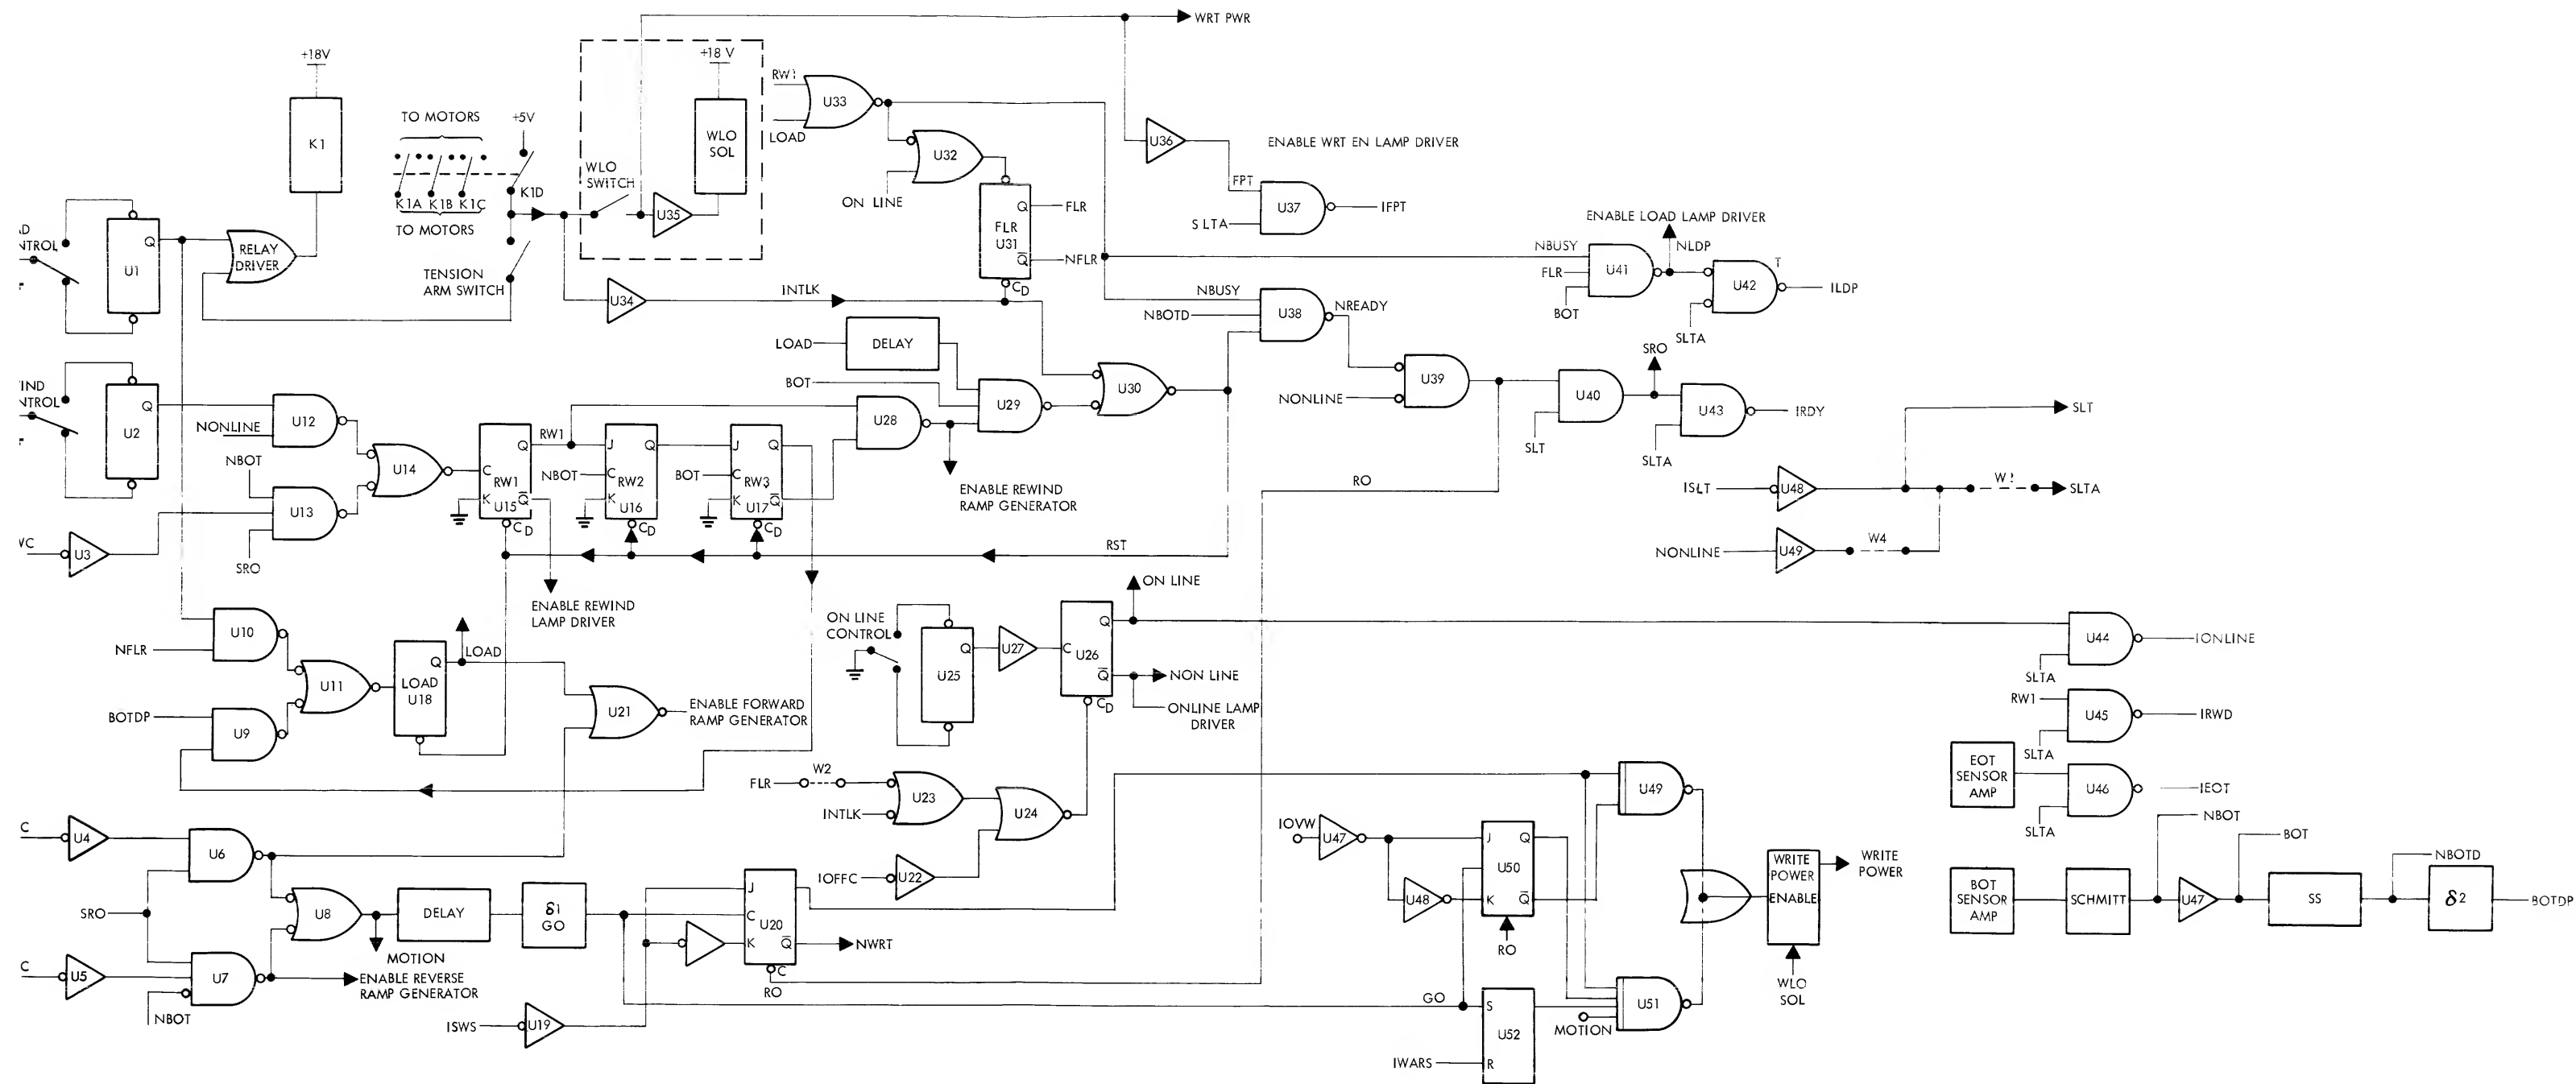 WRT PWR
+18V
+18 V
K1
TO MOTORS
+5V
K1D
K1A K1B K1C
TO MOTORS
TENSION
ARM SWITCH
RELAY
DRIVER
WLO
SWITCH
WLO
SOL
U35
RW1
LOAD
U33
U32
ON LINE
Q
FLR
U31
Q̅
CD
FLR
NFLR
U36
ENABLE WRT EN LAMP DRIVER
FPT
SLTA
U37
IFPT
NTROL
Q
U1
U34
INTLK
NBUSY
NBOTD
U38
NREADY
ENABLE LOAD LAMP DRIVER
NBUSY
FLR
BOT
U41
NLDP
U42
T
ILDP
SLTA
LOAD
DELAY
BOT
U28
U29
U30
NONLINE
U39
SRO
U40
SLT
U43
SLTA
IRDY
IND
NTROL
Q
U2
U12
NONLINE
NBOT
U13
SRO
U14
U3
C
RW1
K
U15
Q
Q̅
CD
RW1
J
Q
NBOT
C
RW2
K
U16
CD
J
Q
BOT
C
RW3
K
Q̅
U17
CD
ENABLE REWIND
RAMP GENERATOR
RST
RO
ENABLE REWIND
LAMP DRIVER
SLT
ISLT
U48
SLTA
NONLINE
U49
W4
U10
NFLR
U11
BOTDP
U9
Q
LOAD
U18
LOAD
U21
ENABLE FORWARD
RAMP GENERATOR
ON LINE
CONTROL
Q
U25
U27
C
Q
U26
Q̅
CD
ON LINE
NON LINE
ONLINE LAMP
DRIVER
FLR
W2
INTLK
U23
U24
IOFFC
U22
U44
SLTA
IONLINE
RW1
U45
SLTA
IRWD
EOT
SENSOR
AMP
U46
SLTA
IEOT
NBOT
BOT
NBOTD
BOT
SENSOR
AMP
SCHMITT
U47
SS
δ2
BOTDP
C
U4
U6
SRO
C
U5
U7
NBOT
U8
MOTION
ENABLE REVERSE
RAMP GENERATOR
DELAY
δ1
GO
J
C
U20
K
Q̅
C
RO
NWRT
ISWS
U19
IOVW
U47
U48
J
Q
U50
K
Q̅
RO
GO
S
U52
R
IWARS
MOTION
U49
U51
WRITE
POWER
ENABLE
WRITE
POWER
WLO
SOL